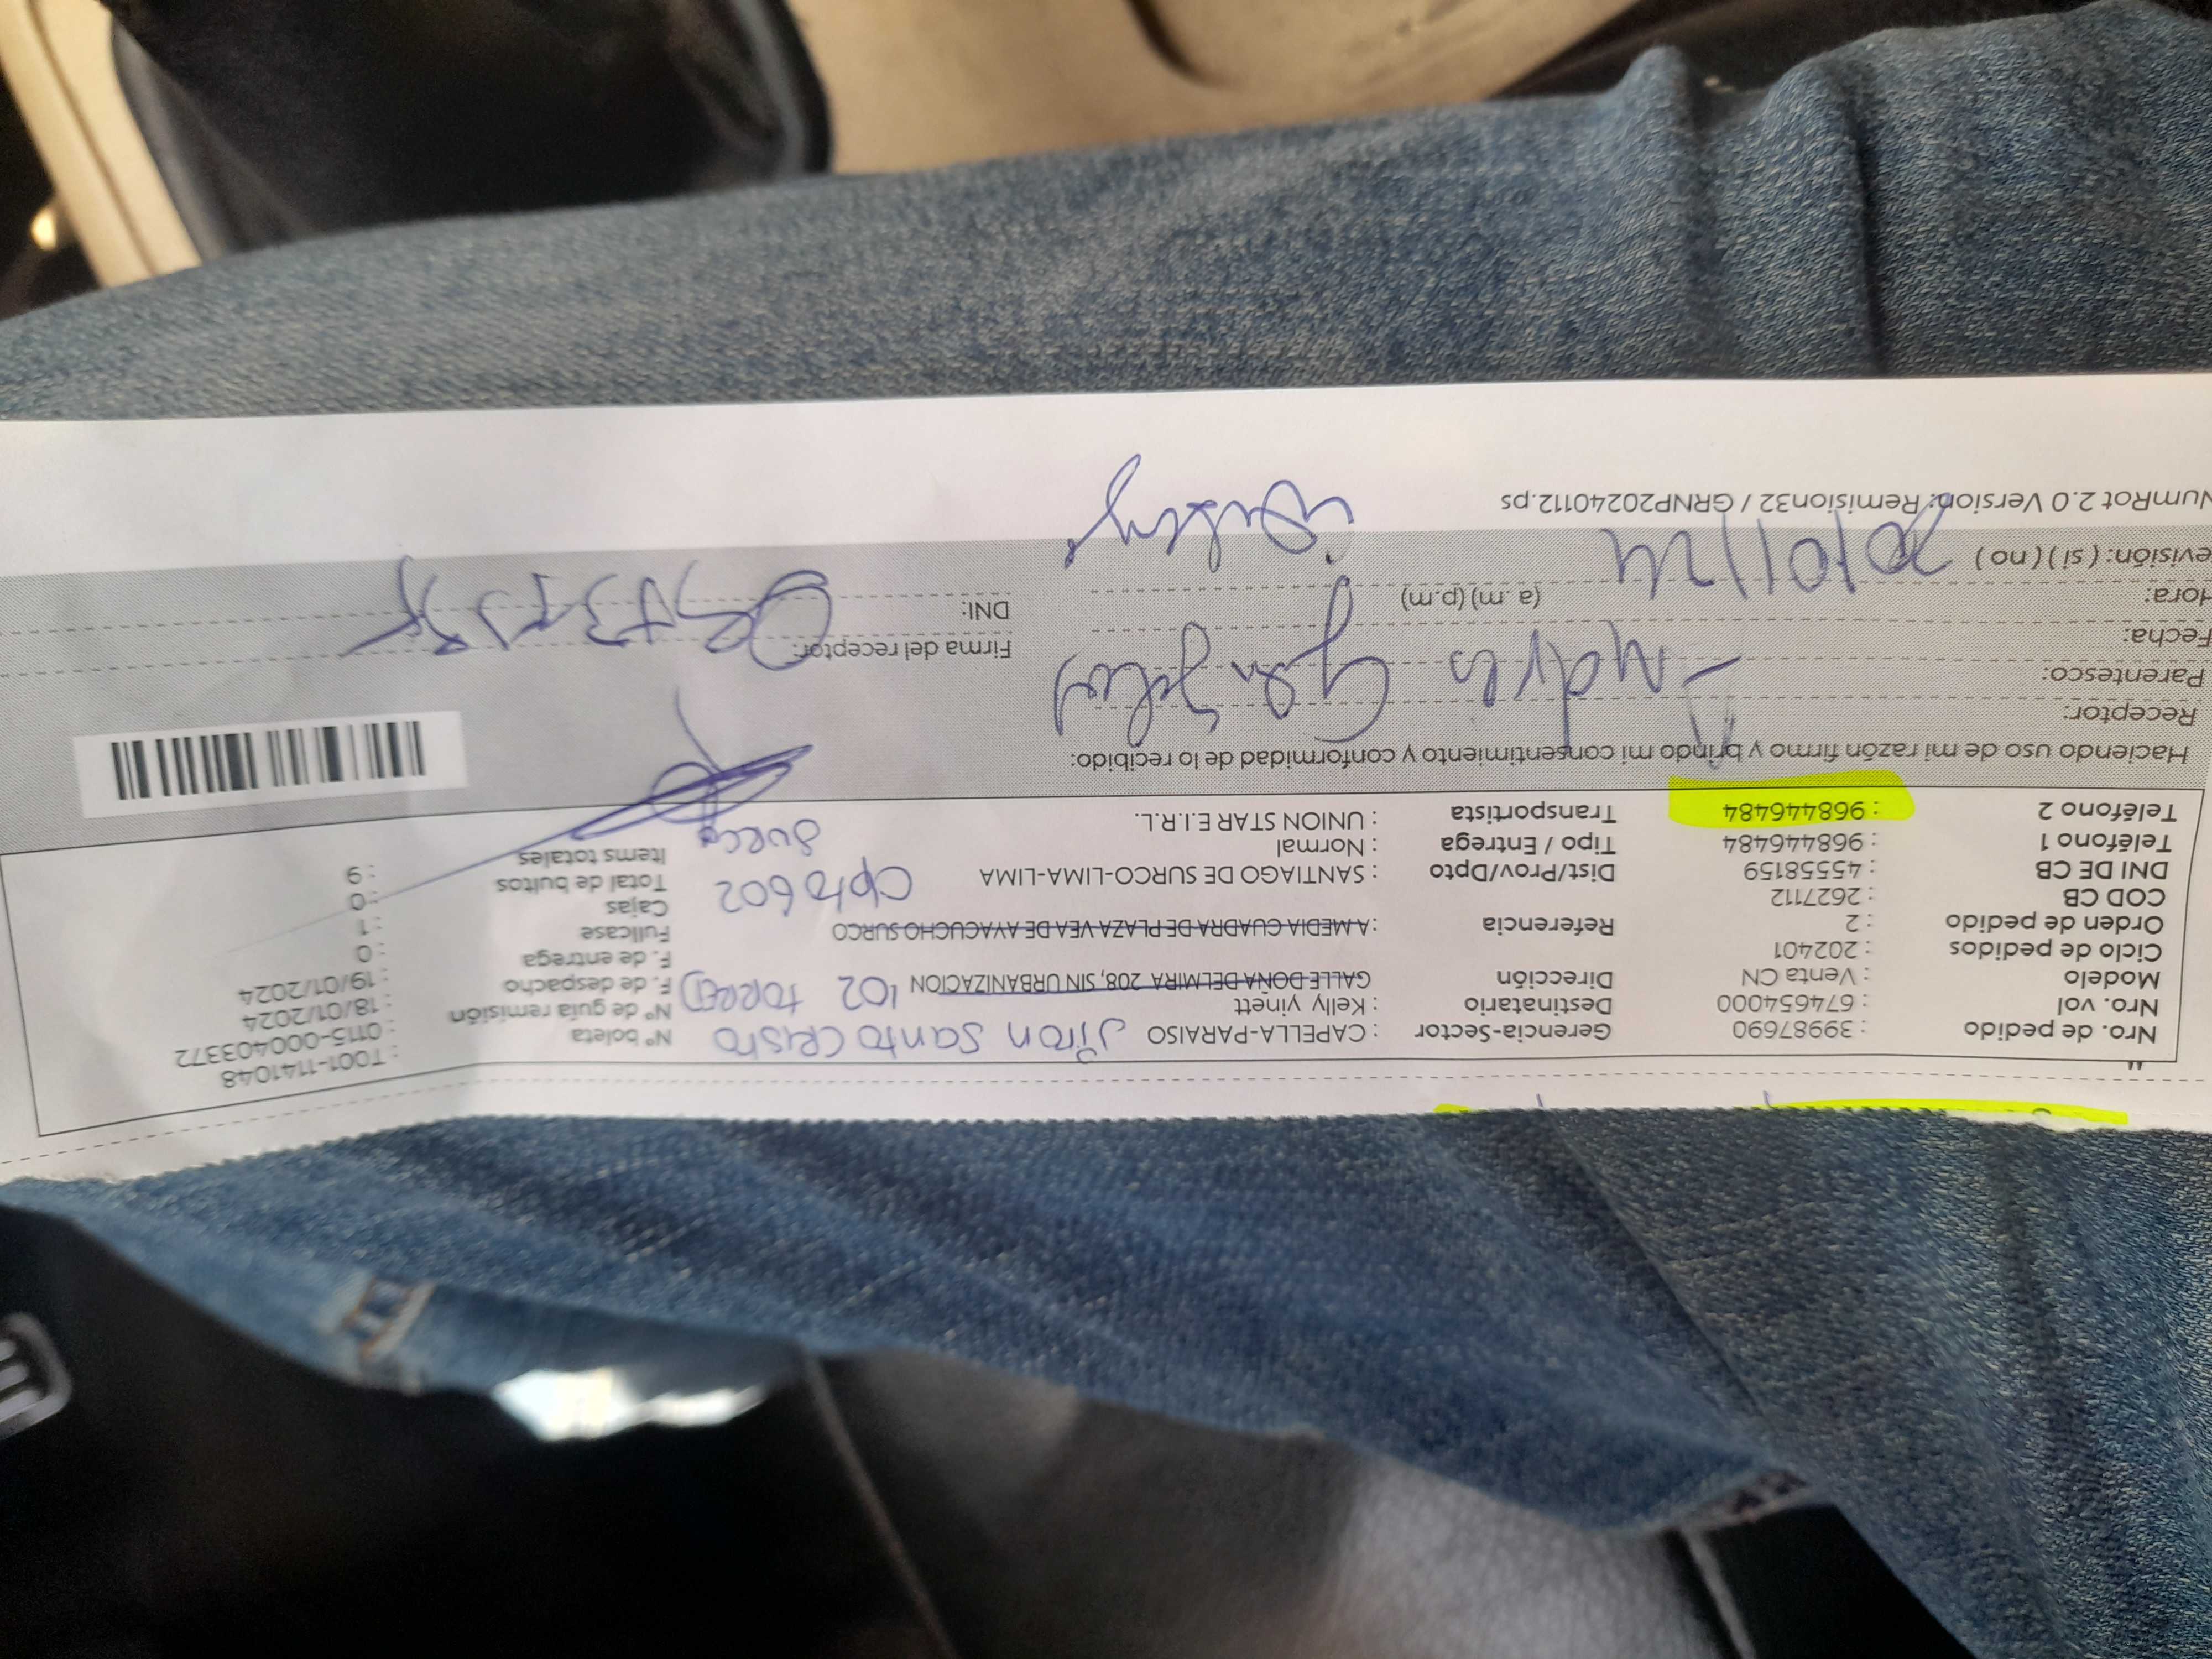 Nro. de pedido : 39987690
Nro. vol : 674654000
Modelo : Venta CN
Ciclo de pedidos : 202401
Orden de pedido : 2
COD CB : 2627112
DNI DE CB : 45558159
Teléfono 1 : 968446484
Teléfono 2 : 968446484
Gerencia-Sector : CAPELLA-PARAISO
Destinatario : Kelly yinett
Dirección CALLE DOÑA DELMIRA 208, SIN URBANIZACION
Referencia : A MEDIA CUADRA DE PLAZA VEA DE AYACUCHO SURCO
Dist/Prov/Dpto : SANTIAGO DE SURCO-LIMA-LIMA
Tipo / Entrega : Normal
Transportista : UNION STAR E.I.R.L.
Jiron Santo CRISto
102 torre
Dpto 602
SURCO
Nº boleta : T001-1141048
Nº de guía remisión : 0115-000403372
F. de despacho : 18/01/2024
F. de entrega : 19/01/2024
Fullcase : 0
Cajas : 1
Total de bultos : 0
Items totales : 9
Haciendo uso de mi razón firmo y brindo mi consentimiento y conformidad de lo recibido:
Receptor:
Parentesco:
Andres
Fecha:
Hora: (a .m) (p.m)
20/01/24
evisión: ( si ) ( no )
Firma del receptor:
DNI:
NumRot 2.0 Version: Remision32 / GRNP20240112.ps